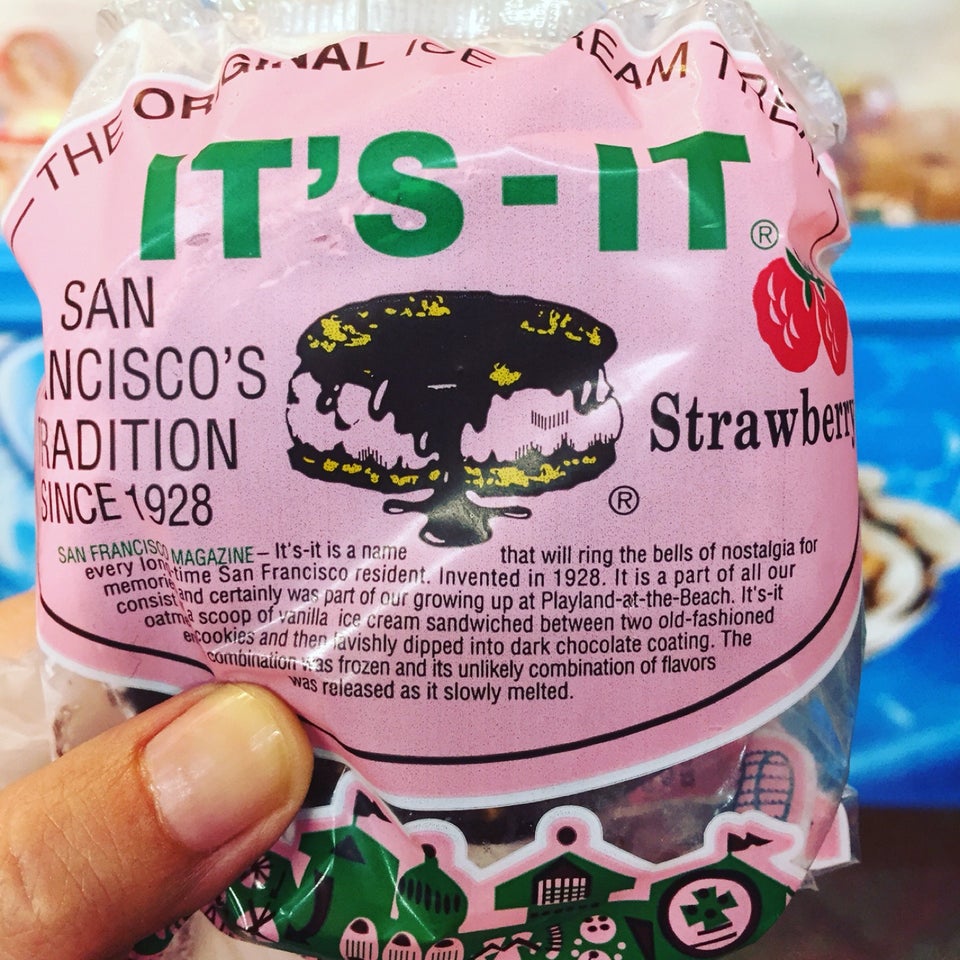 THE ORIGINAL ICE CREAM TREAT
IT'S-IT®
SAN
NCISCO'S
RADITION
SINCE 1928
Strawberry
®
SAN FRANCISCO MAGAZINE – It's-it is a name that will ring the bells of nostalgia for
every long-time San Francisco resident. Invented in 1928. It is a part of all our
memorie and certainly was part of our growing up at Playland-at-the-Beach. It's-it
consist a scoop of vanilla ice cream sandwiched between two old-fashioned
oatm cookies and then lavishly dipped into dark chocolate coating. The
combination was frozen and its unlikely combination of flavors
was released as it slowly melted.